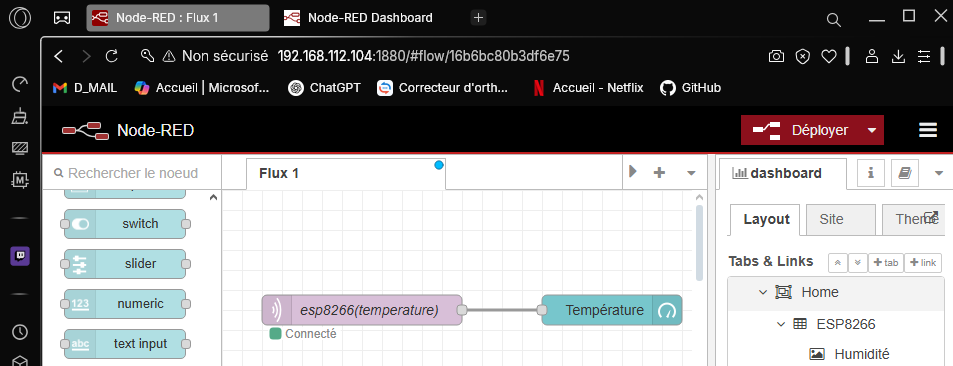 Node-RED : Flux 1
Node-RED Dashboard
Non sécurisé 192.168.112.104:1880/#flow/16b6bc80b3df6e75
D_MAIL Accueil | Microsof... ChatGPT Correcteur d'orth... Accueil - Netflix GitHub
Node-RED
Déployer
Rechercher le noeud
Flux 1
dashboard
i
switch
slider
123 numeric
abc text input
esp8266(temperature)
Connecté
Température
Layout Site Theme
Tabs & Links
tab
link
Home
ESP8266
Humidité